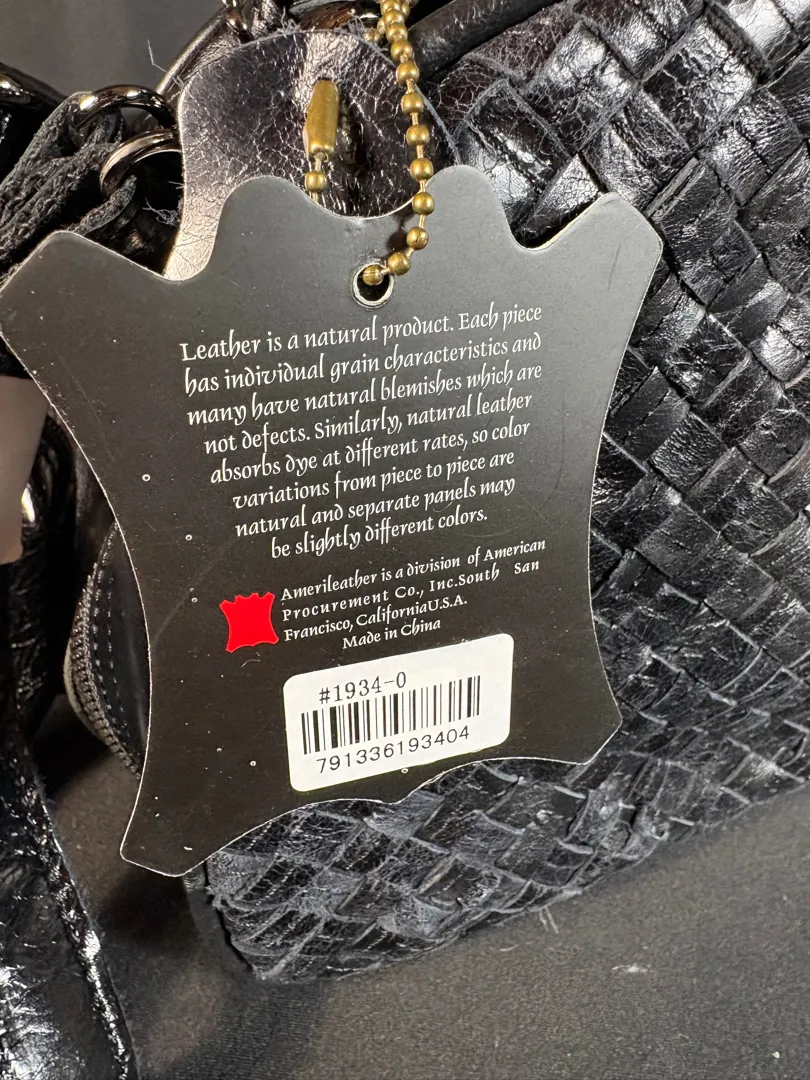 Leather is a natural product. Each piece
has individual grain characteristics and
many have natural blemishes which are
not defects. Similarly, natural leather
absorbs dye at different rates, so color
variations from piece to piece are
natural and separate panels may
be slightly different colors.
Amerileather is a division of American
Procurement Co., Inc.South San
Francisco, CaliforniaU.S.A.
Made in China
#1934-0
791336193404